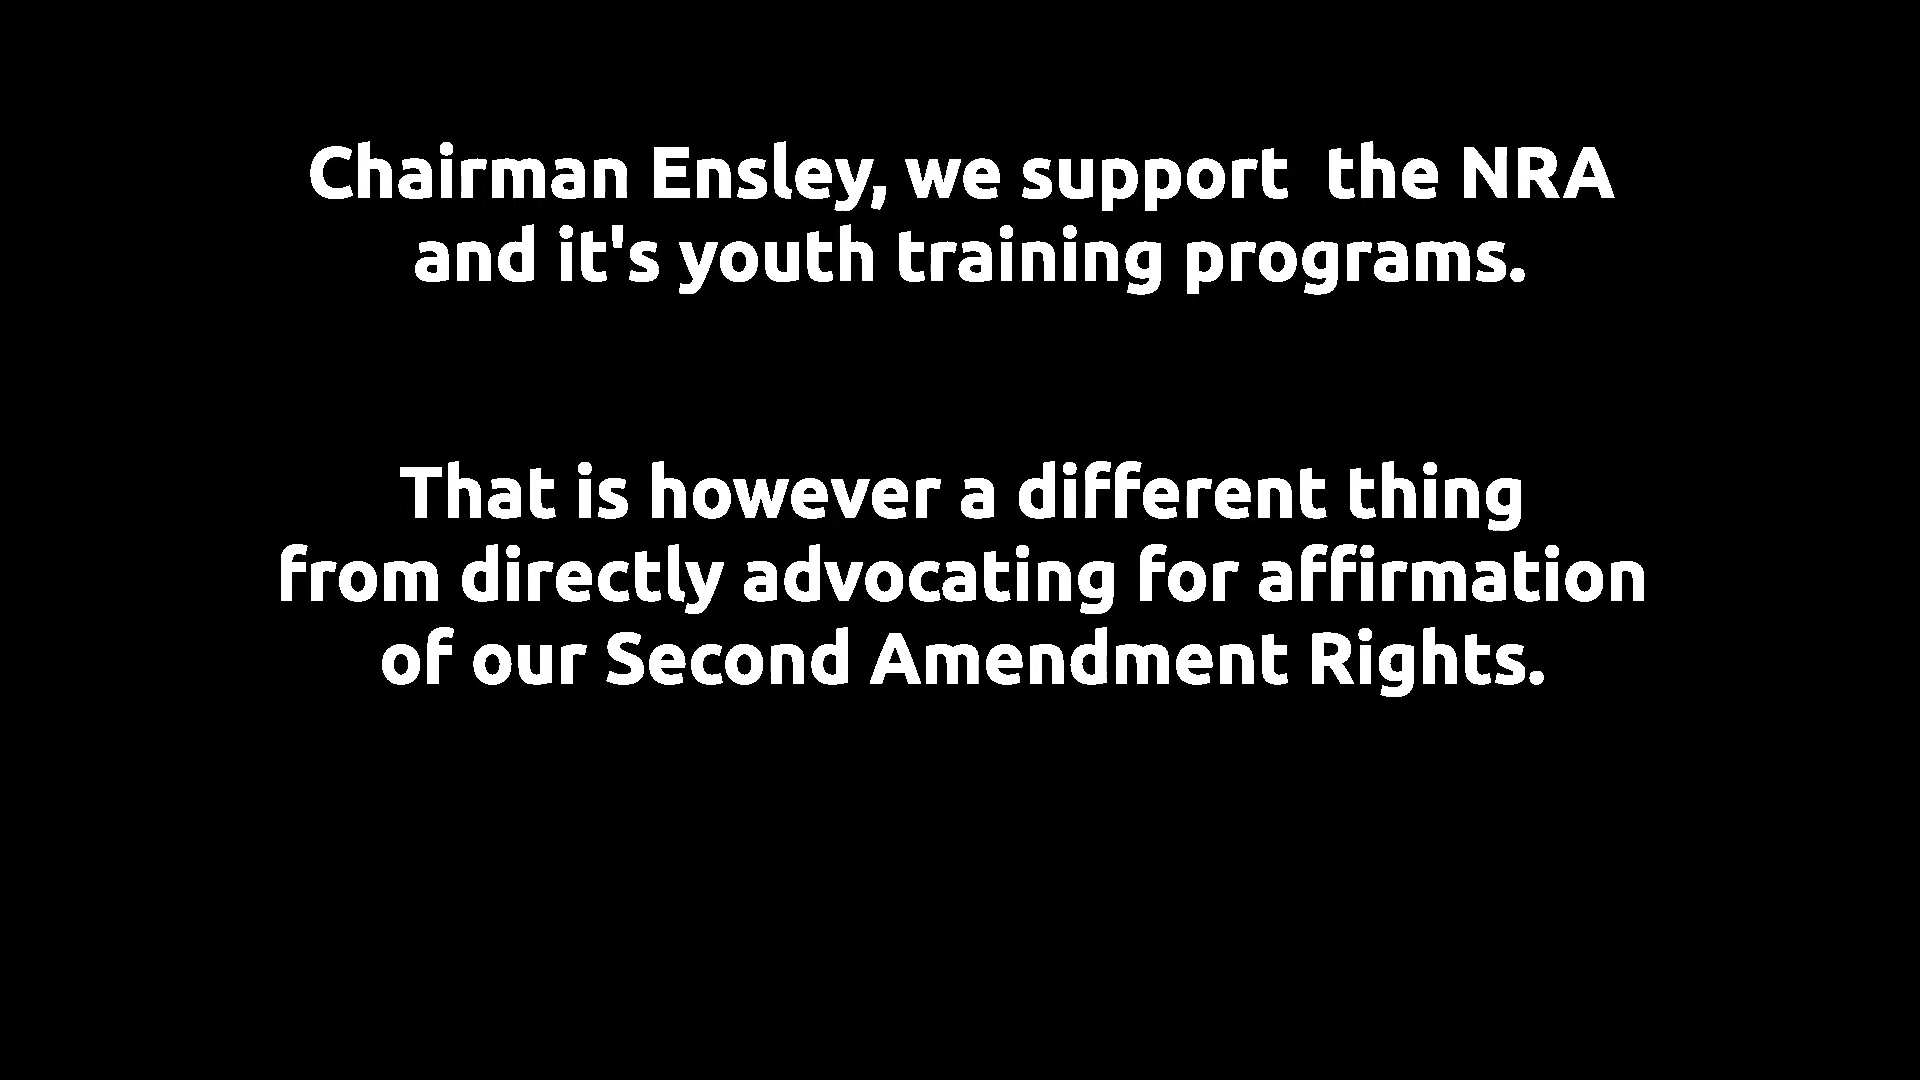 Chairman Ensley, we support  the NRA
and it's youth training programs.
That is however a different thing
from directly advocating for affirmation
of our Second Amendment Rights.